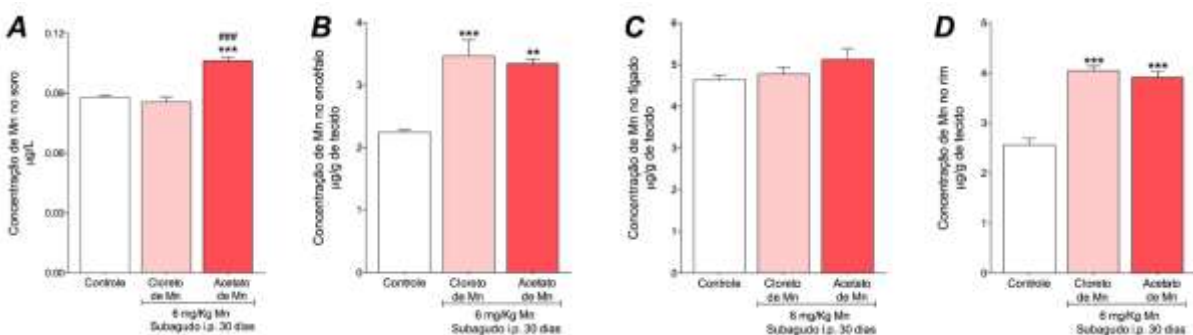 A
Concentração de Mn no soro
µg/L
0.12
0.09
0.06
0.03
0.00
###
***
Controle
Cloreto
de Mn
Acetato
de Mn
6 mg/Kg Mn
Subagudo i.p. 30 dias
B
Concentração de Mn no encéfalo
µg/g de tecido
4
3
2
1
0
***
**
Controle
Cloreto
de Mn
Acetato
de Mn
6 mg/Kg Mn
Subagudo i.p. 30 dias
C
Concentração de Mn no fígado
µg/g de tecido
6
5
4
3
2
1
0
Controle
Cloreto
de Mn
Acetato
de Mn
6 mg/Kg Mn
Subagudo i.p. 30 dias
D
Concentração de Mn no rim
µg/g de tecido
5
4
3
2
1
0
***
***
Controle
Cloreto
de Mn
Acetato
de Mn
6 mg/Kg Mn
Subagudo i.p. 30 dias